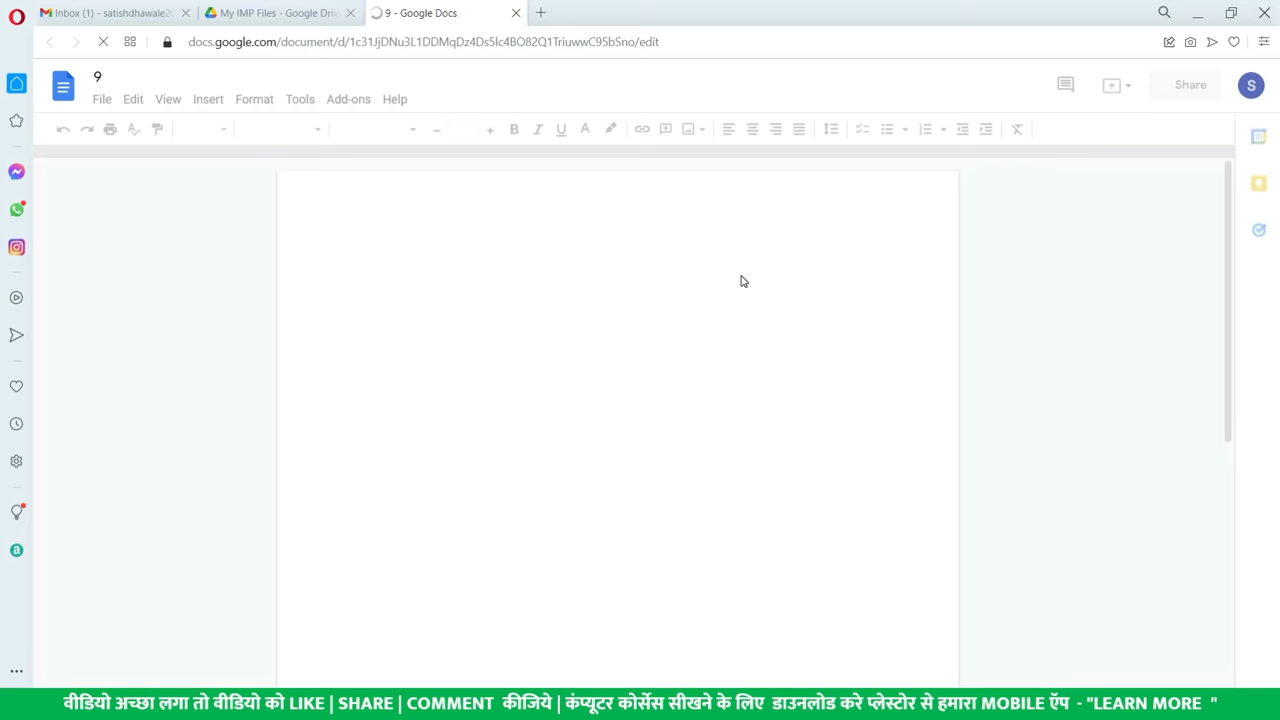 Inbox (1) - satishdhawale20
My IMP Files - Google Driv
9 - Google Docs
docs.google.com/document/d/1c31JjDNu3L1DDMqDz4Ds5lc4BO82Q1TriuwwC95bSno/edit
9
File Edit View Insert Format Tools Add-ons Help
Share
S
वीडियो अच्छा लगा तो वीडियो को LIKE | SHARE | COMMENT कीजिये | कंप्यूटर कोर्सेस सीखने के लिए डाउनलोड करे प्लेस्टोर से हमारा MOBILE ऍप - "LEARN MORE "